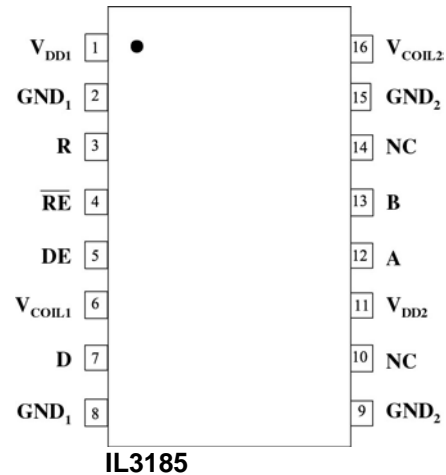 V_DD1 1 16 V_COIL2
GND_1 2 15 GND_2
R 3 14 NC
R̅E̅ 4 13 B
DE 5 12 A
V_COIL1 6 11 V_DD2
D 7 10 NC
GND_1 8 9 GND_2
IL3185